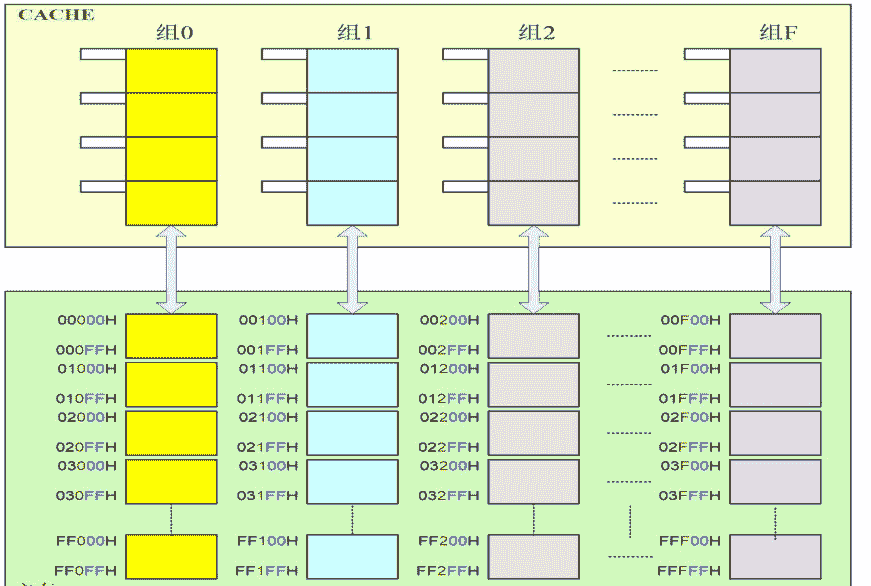 CACHE
组0 组1 组2 组F
00000H 00100H 00200H 00F00H
000FFH 001FFH 002FFH 00FFFH
01000H 01100H 01200H 01F00H
010FFH 011FFH 012FFH 01FFFH
02000H 02100H 02200H 02F00H
020FFH 021FFH 022FFH 02FFFH
03000H 03100H 03200H 03F00H
030FFH 031FFH 032FFH 03FFFH
FF000H FF100H FF200H FFF00H
FF0FFH FF1FFH FF2FFH FFFFFH